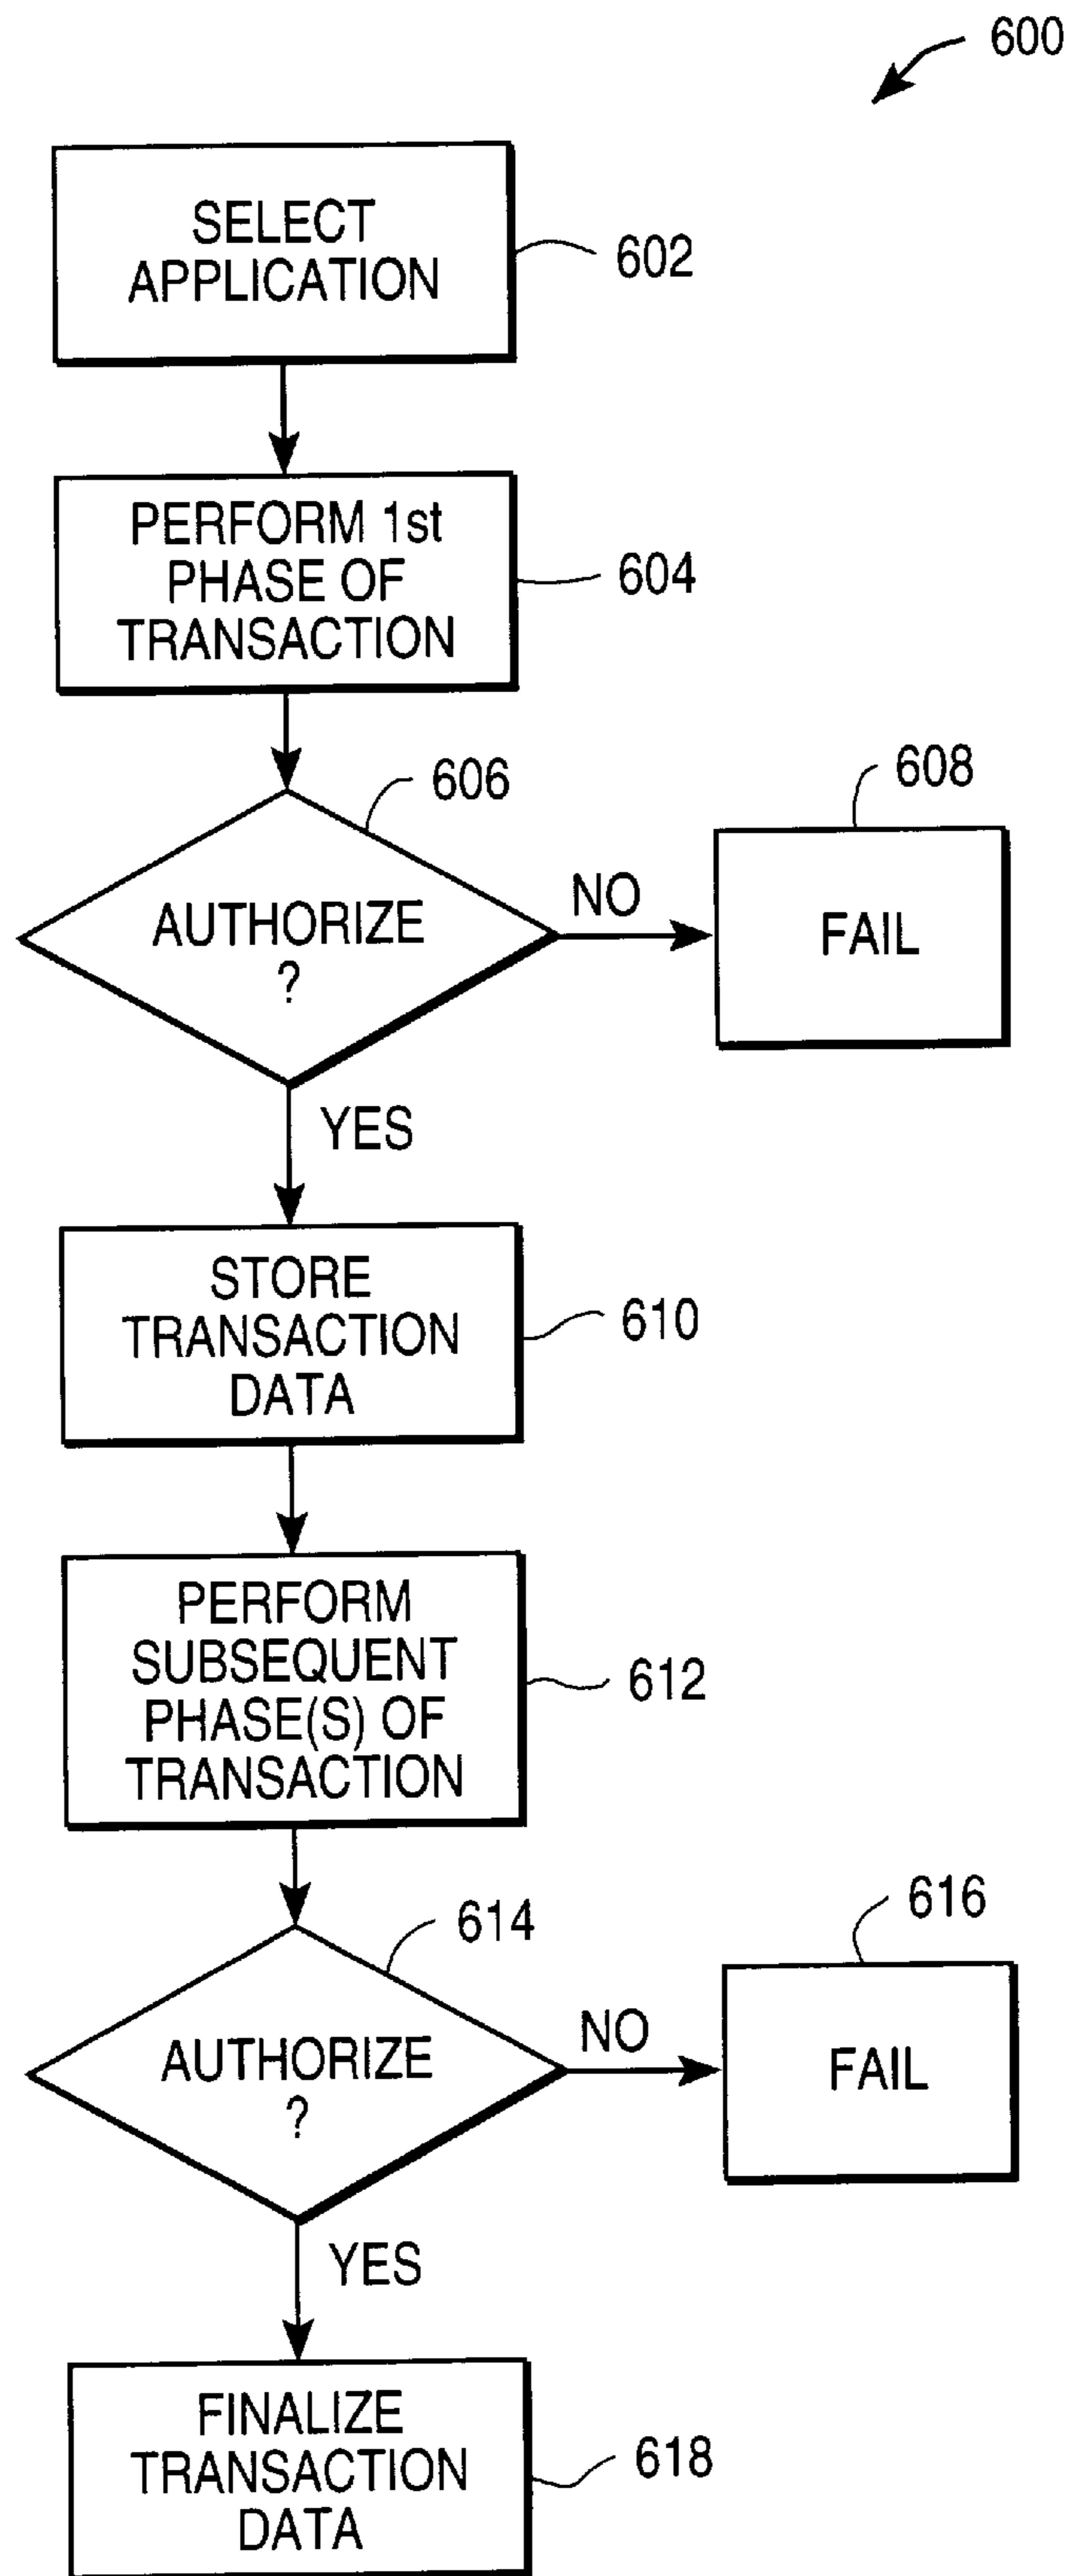 600
SELECT
APPLICATION
602
PERFORM 1st
PHASE OF
TRANSACTION
604
606
AUTHORIZE
?
NO
608
FAIL
YES
STORE
TRANSACTION
DATA
610
PERFORM
SUBSEQUENT
PHASE(S) OF
TRANSACTION
612
614
AUTHORIZE
?
NO
616
FAIL
YES
FINALIZE
TRANSACTION
DATA
618